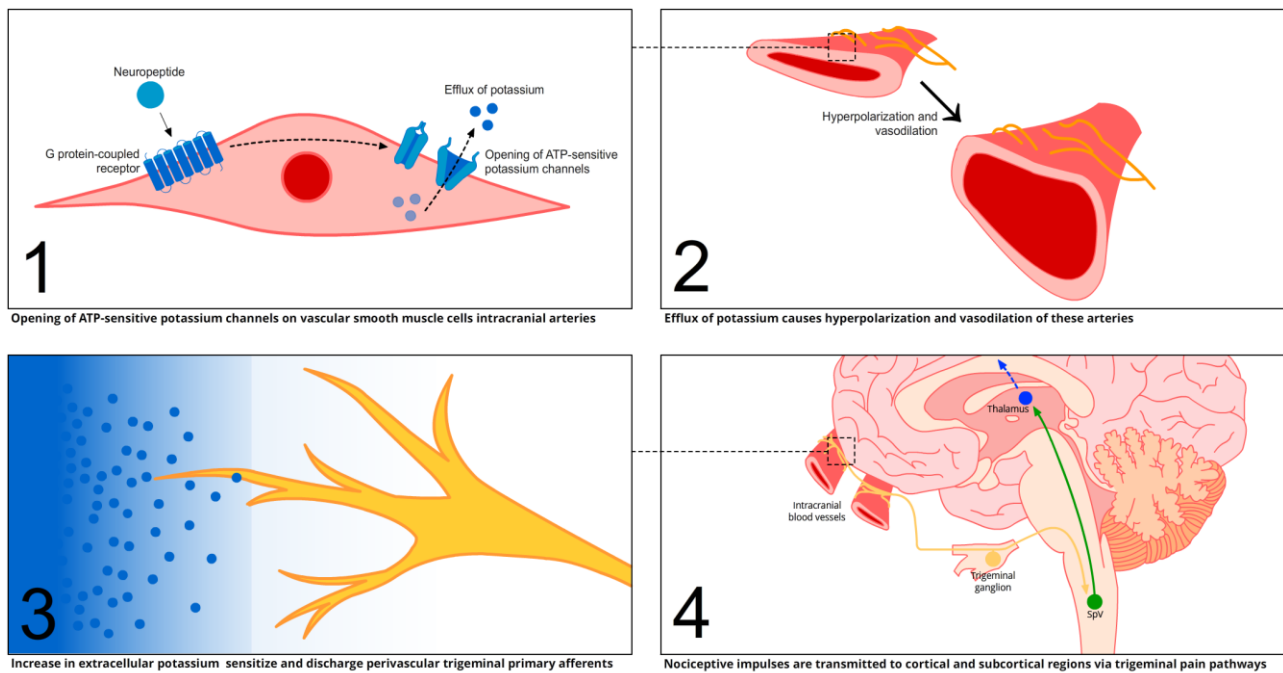 Neuropeptide
Efflux of potassium
G protein-coupled
receptor
Opening of ATP-sensitive
potassium channels
1
Opening of ATP-sensitive potassium channels on vascular smooth muscle cells intracranial arteries
Hyperpolarization and
vasodilation
2
Efflux of potassium causes hyperpolarization and vasodilation of these arteries
3
Increase in extracellular potassium sensitize and discharge perivascular trigeminal primary afferents
Thalamus
Intracranial
blood vessels
Trigeminal
ganglion
SpV
4
Nociceptive impulses are transmitted to cortical and subcortical regions via trigeminal pain pathways